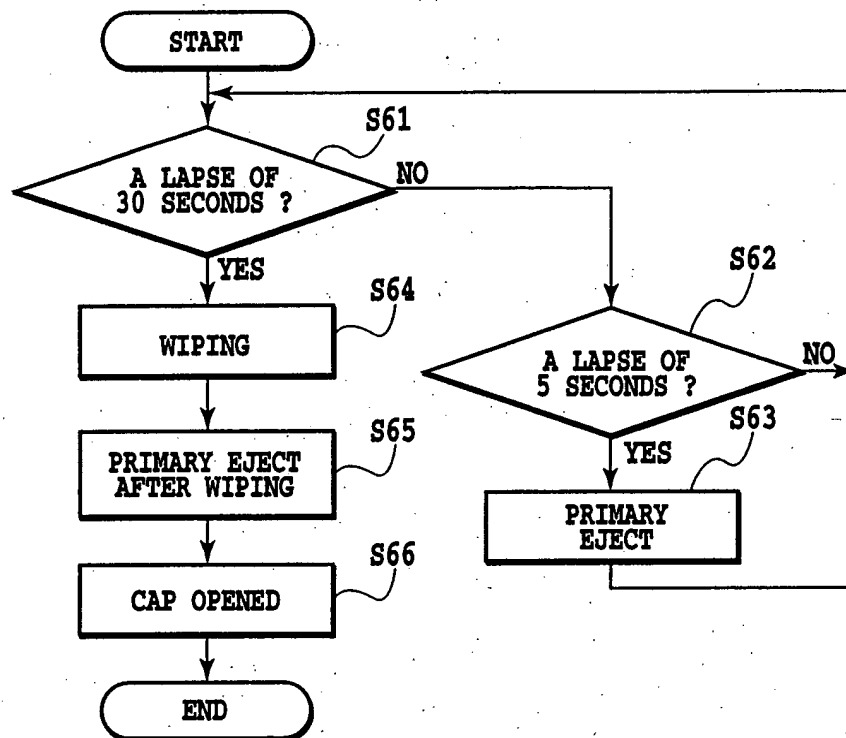 START
S61
A LAPSE OF
30 SECONDS ?
NO
YES
S62
S64
WIPING
A LAPSE OF
5 SECONDS ?
NO
S63
YES
S65
PRIMARY EJECT
AFTER WIPING
PRIMARY
EJECT
S66
CAP OPENED
END